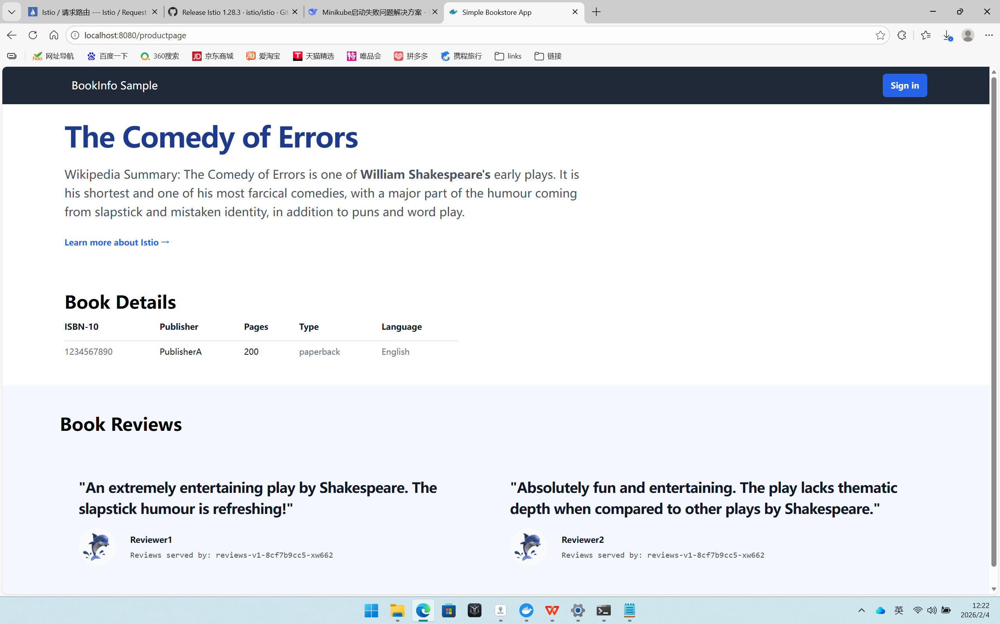 Istio / 请求路由 --- Istio / Request
Release Istio 1.28.3 · istio/istio · Git
Minikube启动失败问题解决方案 -
Simple Bookstore App
localhost:8080/productpage
hao 网址导航
du 百度一下
360搜索
JD 京东商城
淘 爱淘宝
T 天猫精选
特 唯品会
拼多多
携程旅行
links
链接
BookInfo Sample
Sign in
The Comedy of Errors
Wikipedia Summary: The Comedy of Errors is one of William Shakespeare's early plays. It is
his shortest and one of his most farcical comedies, with a major part of the humour coming
from slapstick and mistaken identity, in addition to puns and word play.
Learn more about Istio →
Book Details
ISBN-10 Publisher Pages Type Language
1234567890 PublisherA 200 paperback English
Book Reviews
"An extremely entertaining play by Shakespeare. The
slapstick humour is refreshing!"
Reviewer1
Reviews served by: reviews-v1-8cf7b9cc5-xw662
"Absolutely fun and entertaining. The play lacks thematic
depth when compared to other plays by Shakespeare."
Reviewer2
Reviews served by: reviews-v1-8cf7b9cc5-xw662
英
12:22
2026/2/4